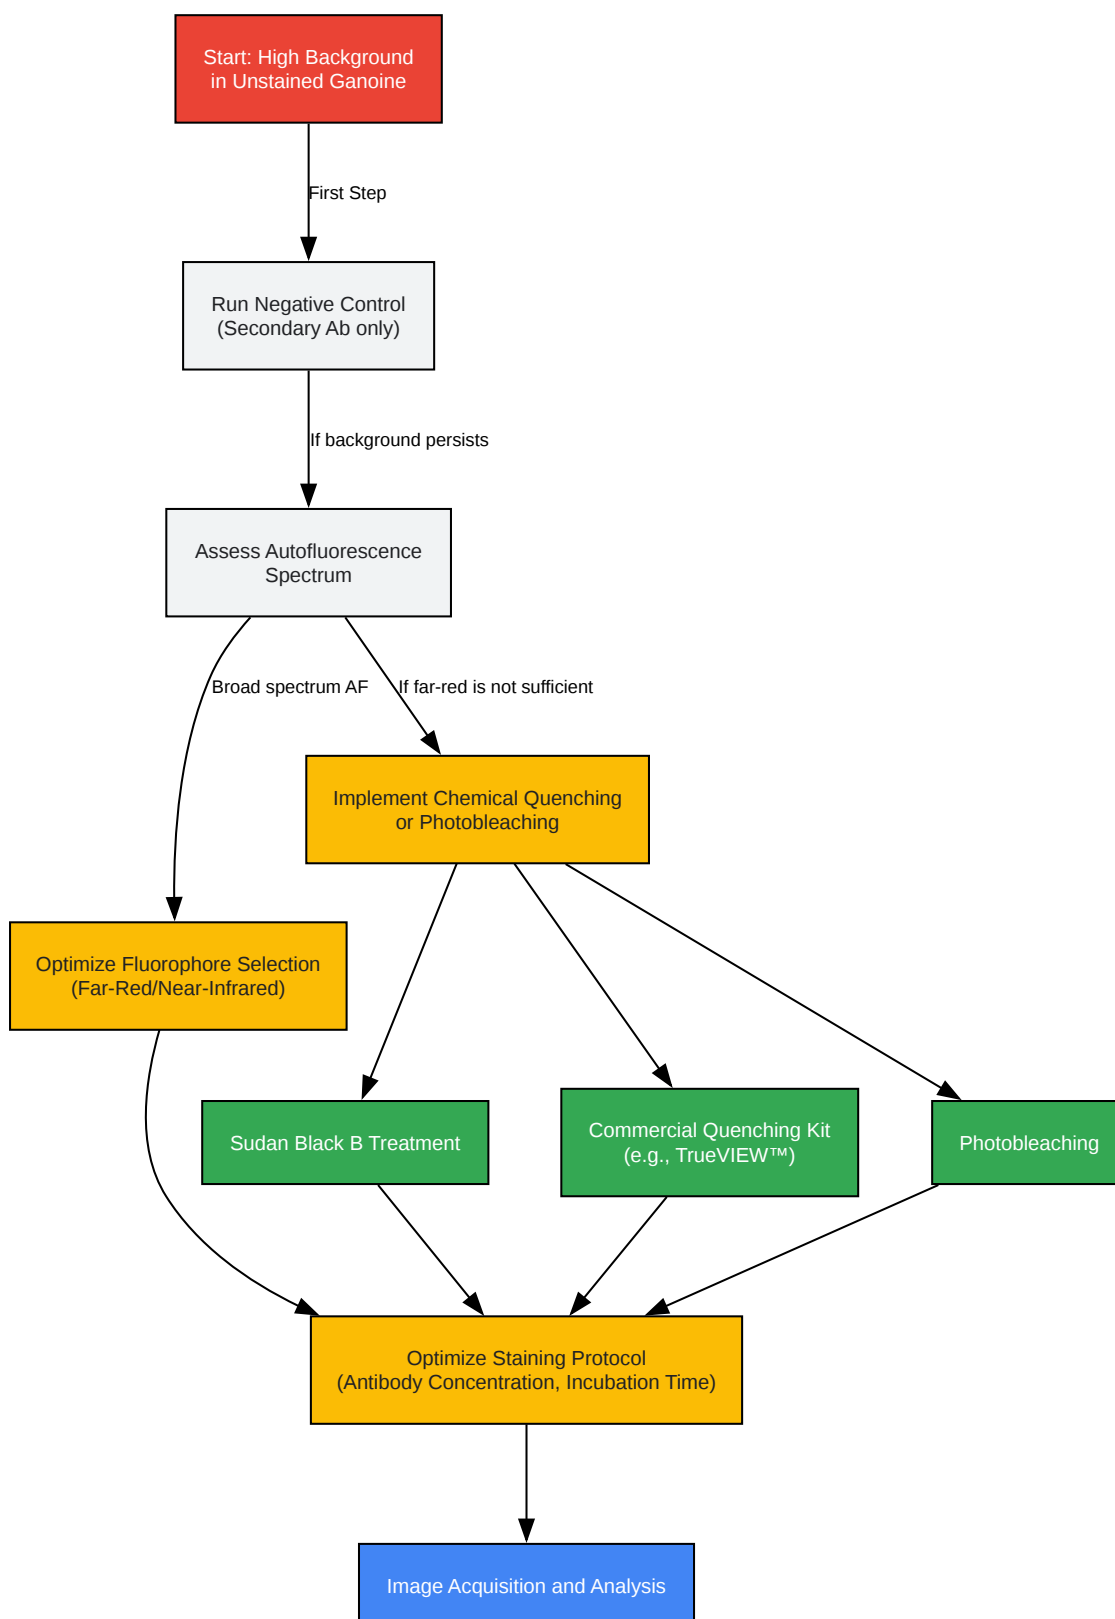 Start: High Background
in Unstained Ganoine
First Step
Run Negative Control
(Secondary Ab only)
If background persists
Assess Autofluorescence
Spectrum
Broad spectrum AF
If far-red is not sufficient
Implement Chemical Quenching
or Photobleaching
Optimize Fluorophore Selection
(Far-Red/Near-Infrared)
Sudan Black B Treatment
Commercial Quenching Kit
(e.g., TrueVIEW™)
Photobleaching
Optimize Staining Protocol
(Antibody Concentration, Incubation Time)
Image Acquisition and Analysis